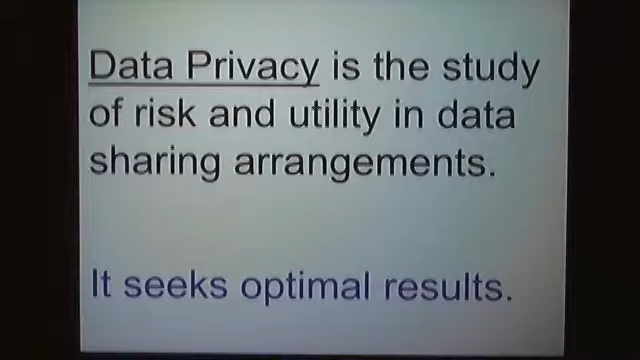 Data Privacy is the study
of risk and utility in data
sharing arrangements.
It seeks optimal results.